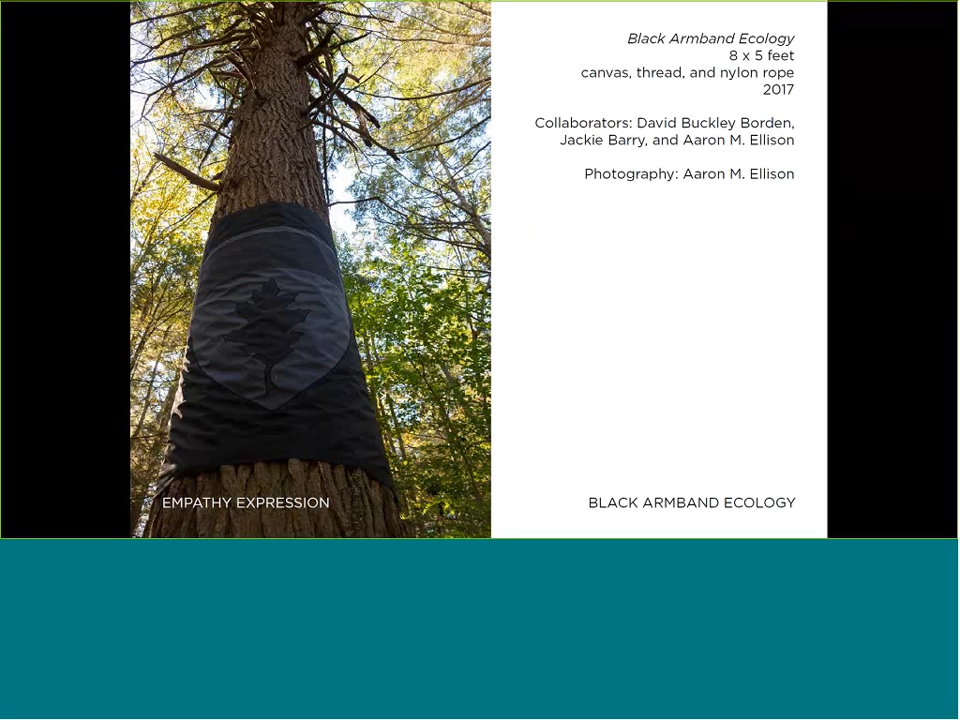 Black Armband Ecology
8 x 5 feet
canvas, thread, and nylon rope
2017
Collaborators: David Buckley Borden,
Jackie Barry, and Aaron M. Ellison
Photography: Aaron M. Ellison
EMPATHY EXPRESSION
BLACK ARMBAND ECOLOGY